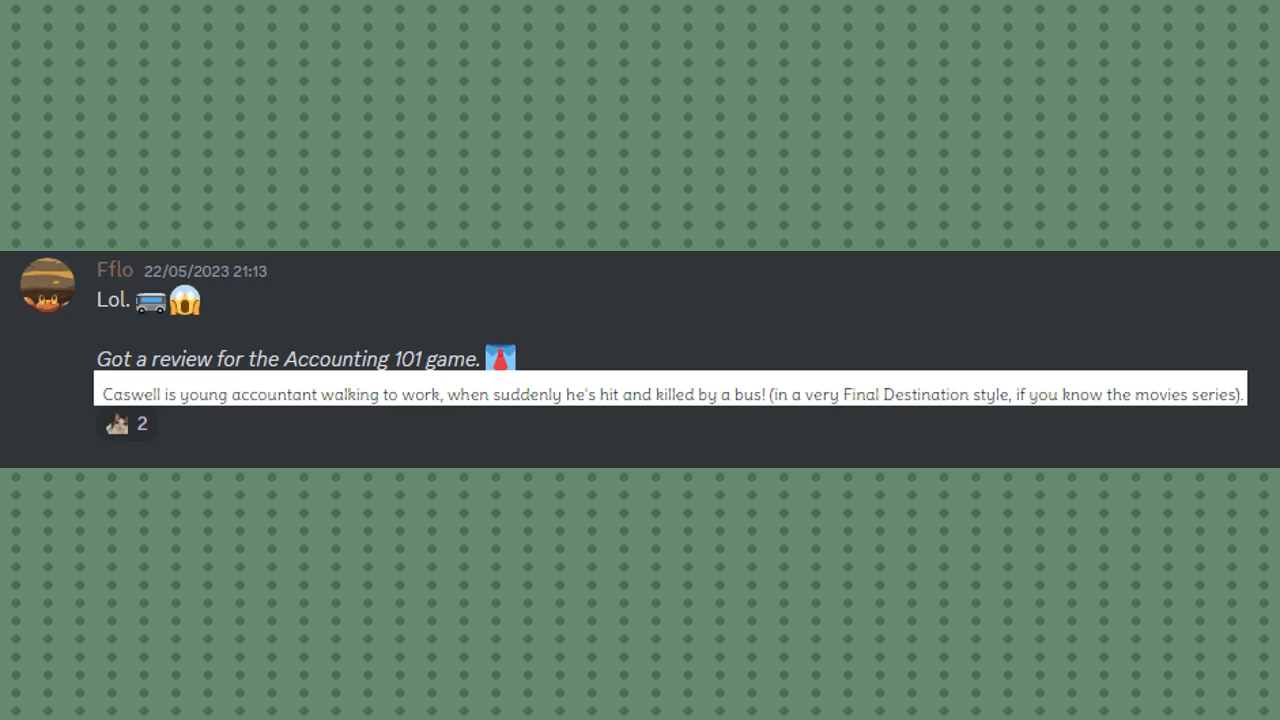 Fflo 22/05/2023 21:13
Lol. 🚌😱
Got a review for the Accounting 101 game.
Caswell is young accountant walking to work, when suddenly he's hit and killed by a bus! (in a very Final Destination style, if you know the movies series).
2